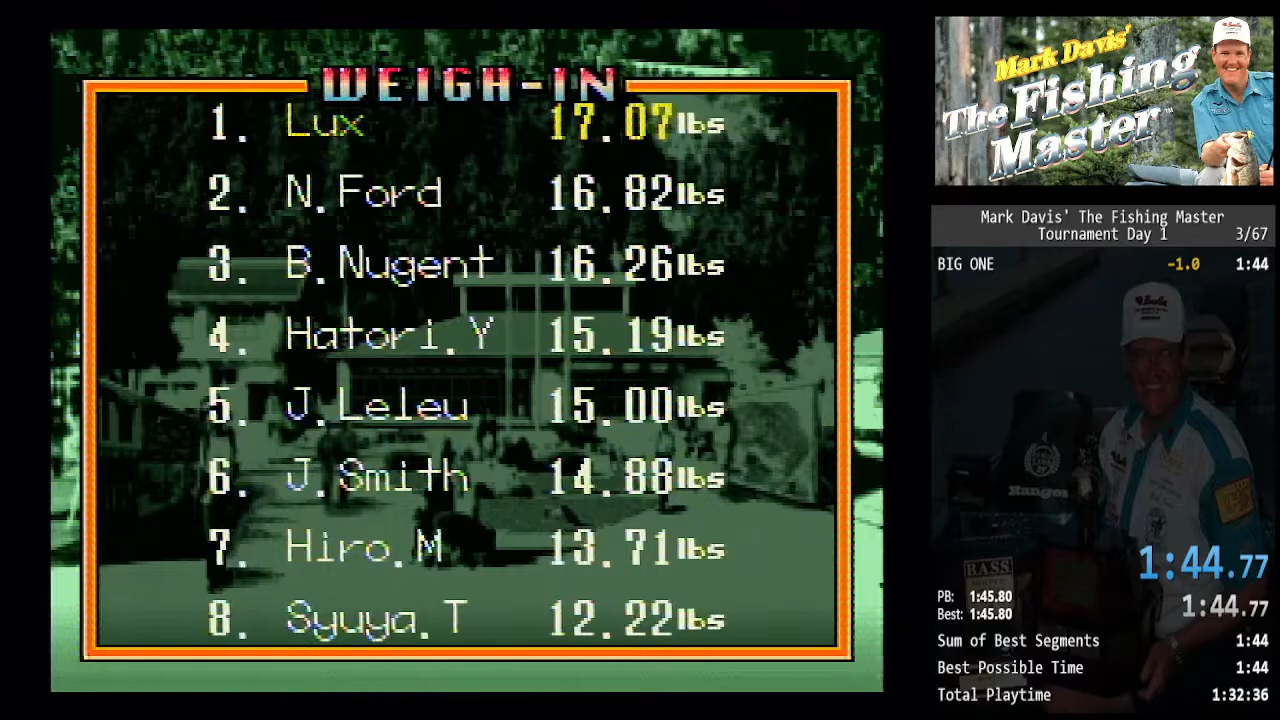 WEIGH-IN
1. Lux 17.07lbs
2. N.Ford 16.82lbs
3. B.Nugent 16.26lbs
4. Hatori.Y 15.19lbs
5. J.Leleu 15.00lbs
6. J.Smith 14.88lbs
7. Hiro.M 13.71lbs
8. Syuya.T 12.22lbs
Mark Davis'
The Fishing
Master™
Mark Davis' The Fishing Master
Tournament Day 1 3/67
BIG ONE -1.0 1:44
Ranger
B.A.S.S.
1:44.77
PB: 1:45.80
Best: 1:45.80
1:44.77
Sum of Best Segments 1:44
Best Possible Time 1:44
Total Playtime 1:32:36